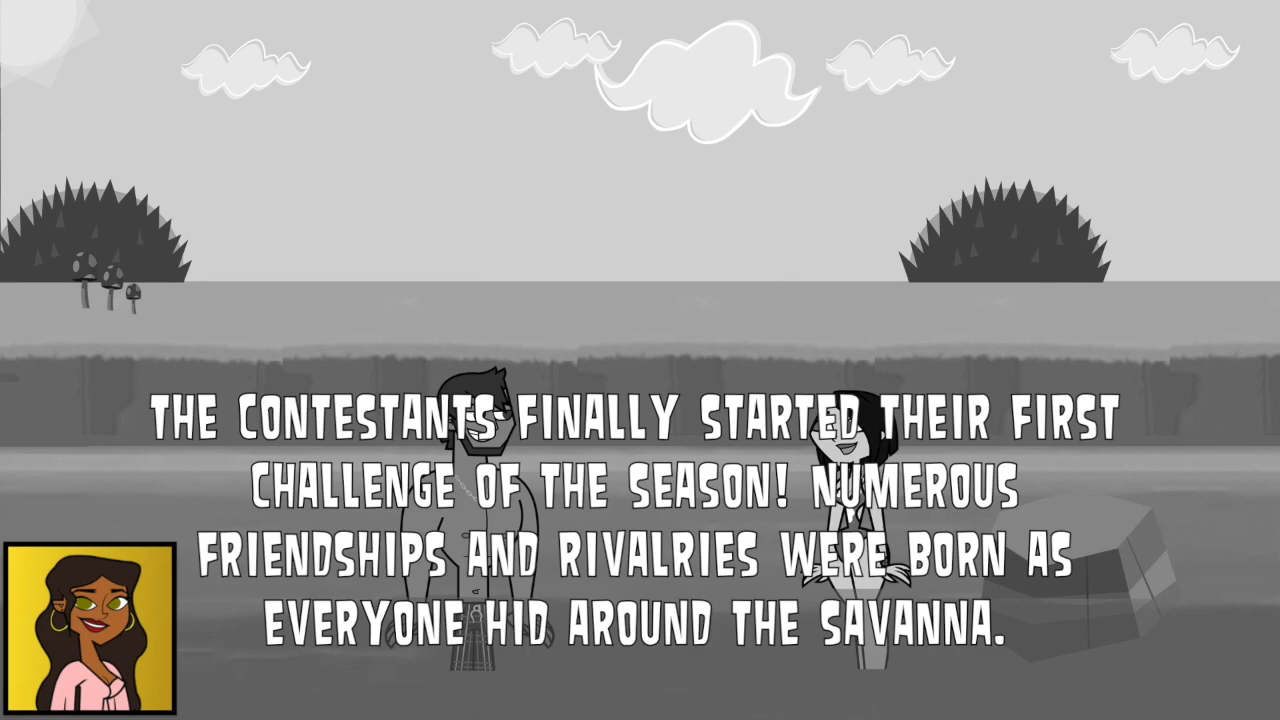 THE CONTESTANTS FINALLY STARTED THEIR FIRST
CHALLENGE OF THE SEASON! NUMEROUS
FRIENDSHIPS AND RIVALRIES WERE BORN AS
EVERYONE HID AROUND THE SAVANNA.